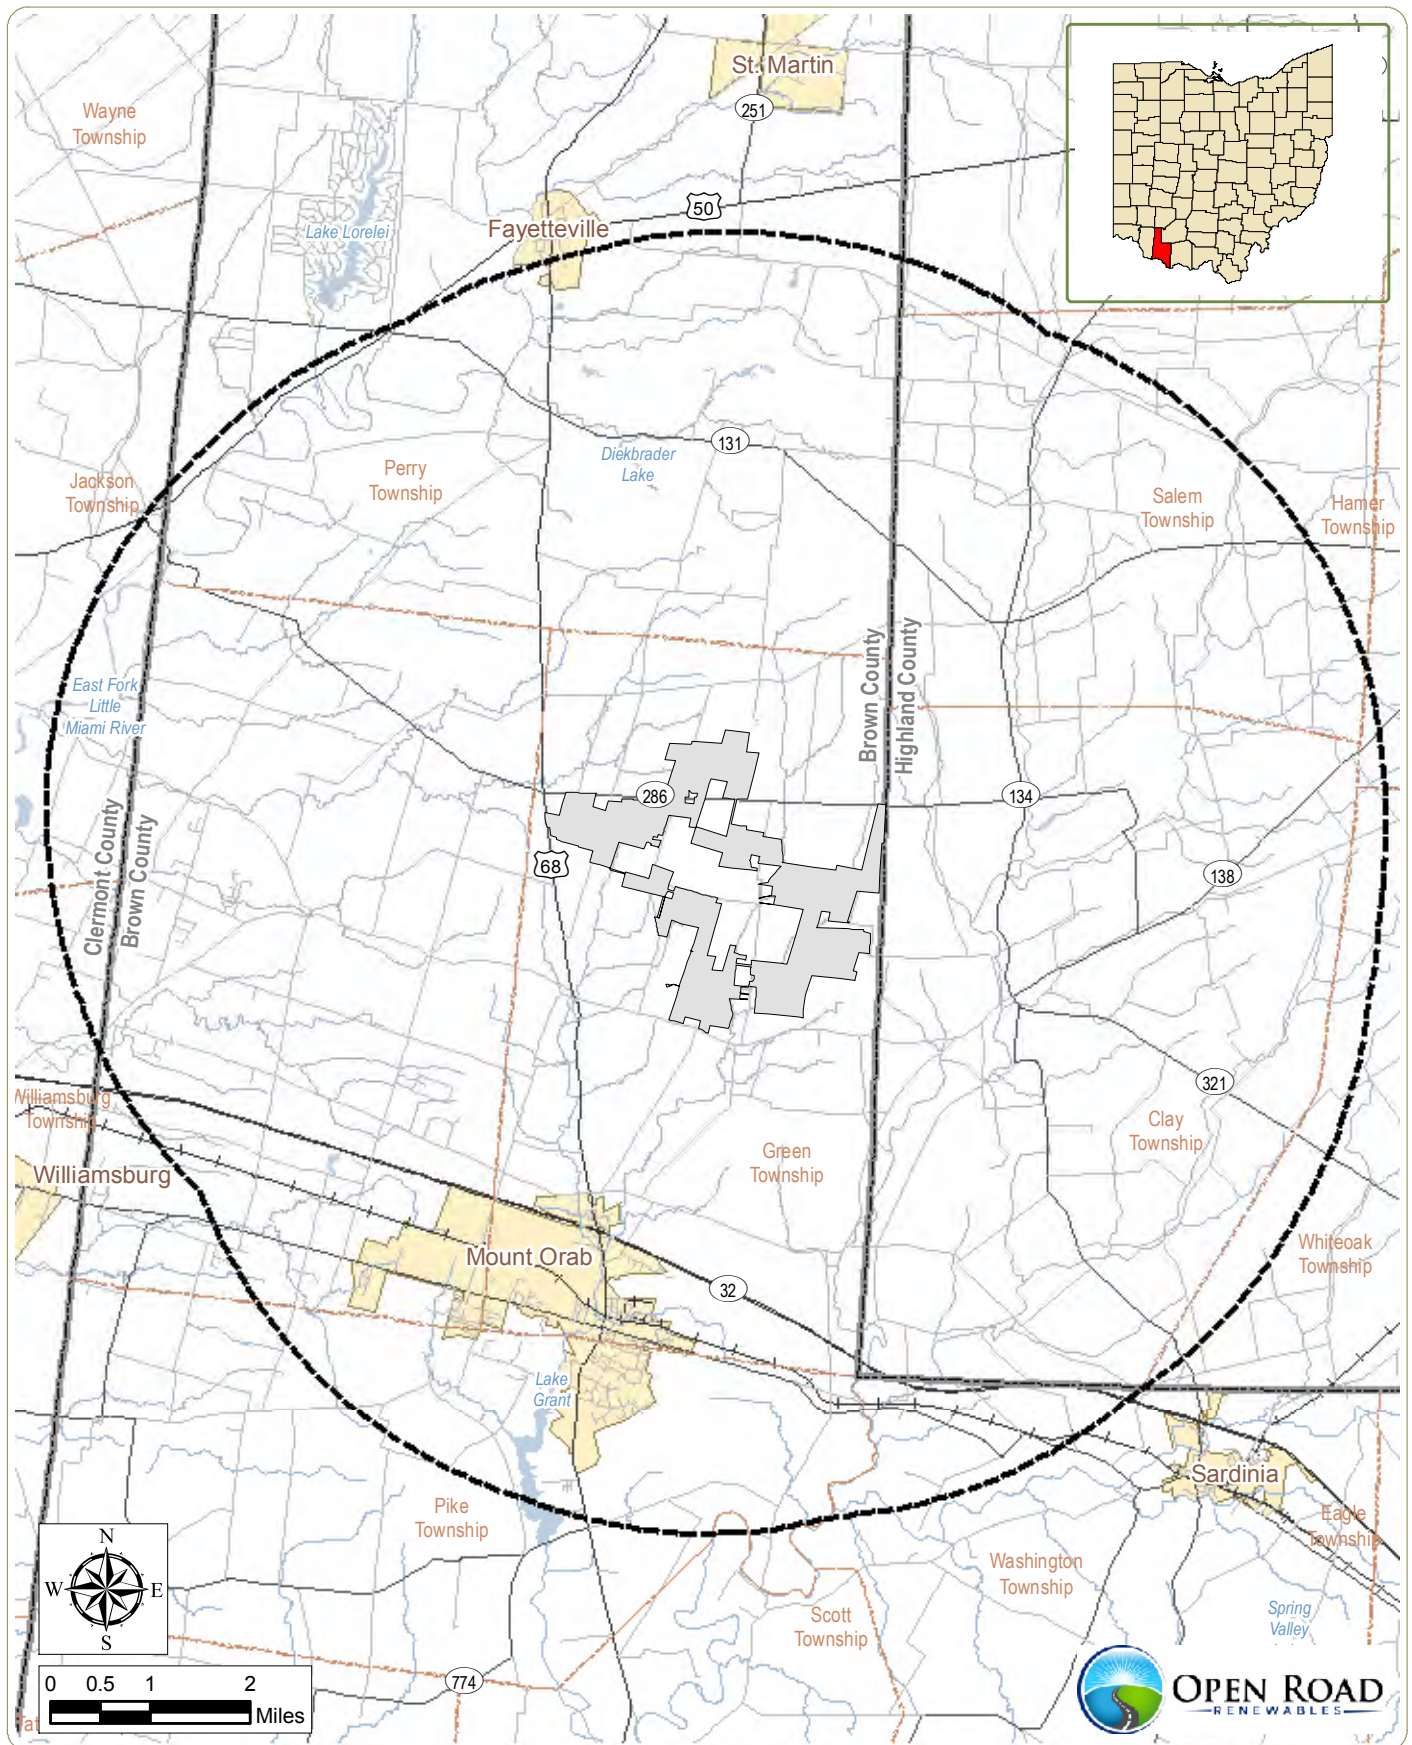 St. Martin
251
Wayne
Township
50
Fayetteville
Lake Lorelei
131
Diekbrader
Lake
Perry
Township
Jackson
Township
Salem
Township
Hamer
Township
Brown County
Highland County
East Fork
Little
Miami River
286
134
68
138
Clermont County
Brown County
321
Williamsburg
Township
Clay
Township
Green
Township
Williamsburg
Mount Orab
32
Whiteoak
Township
Lake
Grant
Sardinia
Pike
Township
Eagle
Township
Washington
Township
Scott
Township
Spring
Valley
N
W E
S
774
0 0.5 1 2
Miles
OPEN ROAD
RENEWABLES